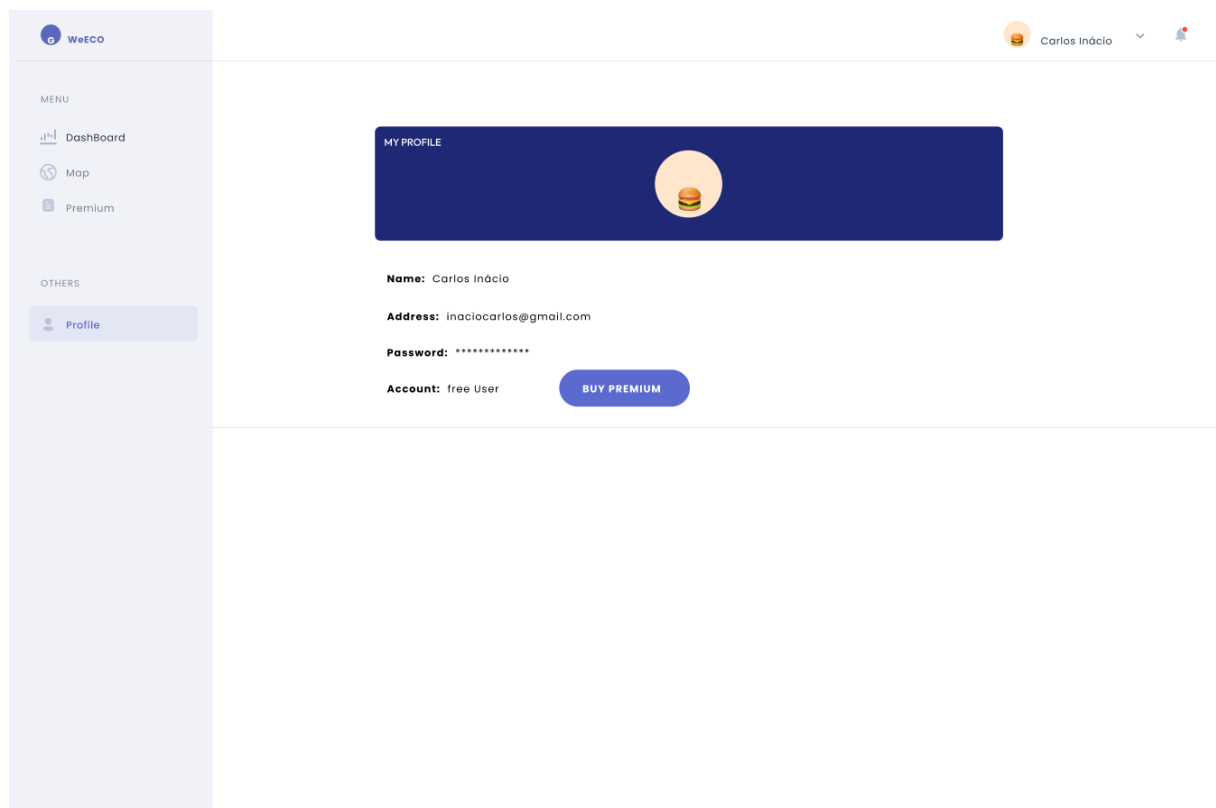 G WeECO
Carlos Inácio
MENU
DashBoard
Map
Premium
OTHERS
Profile
MY PROFILE
Name: Carlos Inácio
Address: inaciocarlos@gmail.com
Password: *************
Account: free User
BUY PREMIUM